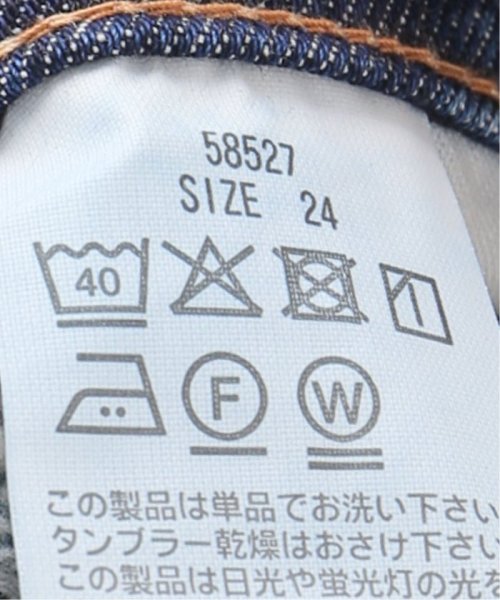 58527
SIZE 24
40
F W
この製品は単品でお洗い下さい
タンブラー乾燥はおさけ下さい
この製品は日光や蛍光灯の光を